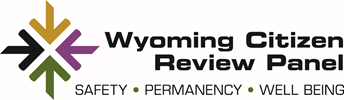 Wyoming Citizen
Review Panel
SAFETY • PERMANENCY • WELL BEING